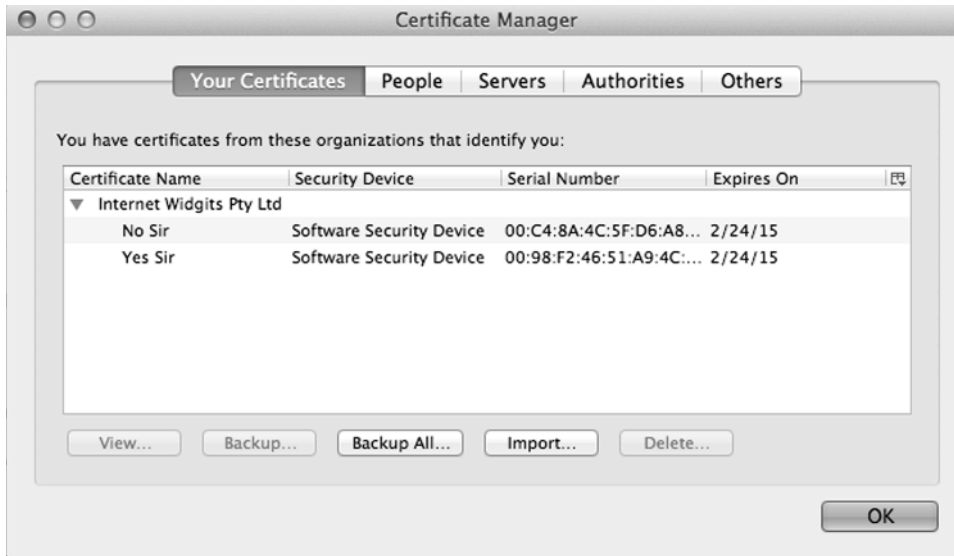 Certificate Manager
Your Certificates People Servers Authorities Others
You have certificates from these organizations that identify you:
Certificate Name Security Device Serial Number Expires On
Internet Widgits Pty Ltd
No Sir Software Security Device 00:C4:8A:4C:5F:D6:A8... 2/24/15
Yes Sir Software Security Device 00:98:F2:46:51:A9:4C:... 2/24/15
View... Backup... Backup All... Import... Delete...
OK